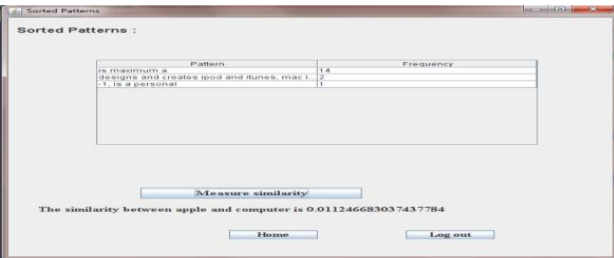 Sorted Patterns
Sorted Patterns :
Pattern Frequency
is maximum a 14
designs and creates ipod and itunes, mac l... 2
-1, is a personal 1
Measure similarity
The similarity between apple and computer is 0.011246683037437784
Home Log out